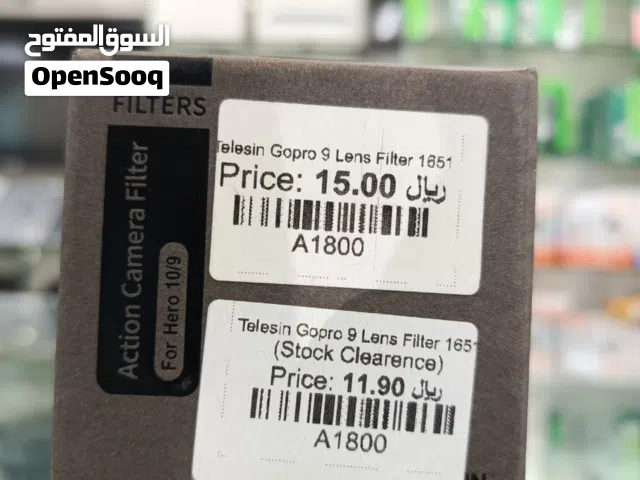 السوق المفتوح
OpenSooq
FILTERS
Action Camera Filter
For Hero 10/9
Telesin Gopro 9 Lens Filter 1651
Price: 15.00 ريال
A1800
Telesin Gopro 9 Lens Filter 1651
(Stock Clearence)
Price: 11.90 ريال
A1800